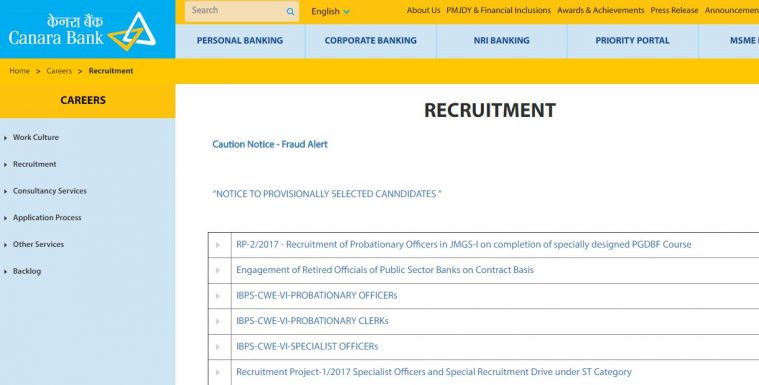 केनरा बैंक
Canara Bank
Search
English
About Us PMJDY & Financial Inclusions Awards & Achievements Press Release Announcemen
PERSONAL BANKING CORPORATE BANKING NRI BANKING PRIORITY PORTAL MSME
Home > Careers > Recruitment
CAREERS
Work Culture
Recruitment
Consultancy Services
Application Process
Other Services
Backlog
RECRUITMENT
Caution Notice - Fraud Alert
"NOTICE TO PROVISIONALLY SELECTED CANNDIDATES "
RP-2/2017 - Recruitment of Probationary Officers in JMGS-I on completion of specially designed PGDBF Course
Engagement of Retired Officials of Public Sector Banks on Contract Basis
IBPS-CWE-VI-PROBATIONARY OFFICERs
IBPS-CWE-VI-PROBATIONARY CLERKs
IBPS-CWE-VI-SPECIALIST OFFICERs
Recruitment Project-1/2017 Specialist Officers and Special Recruitment Drive under ST Category